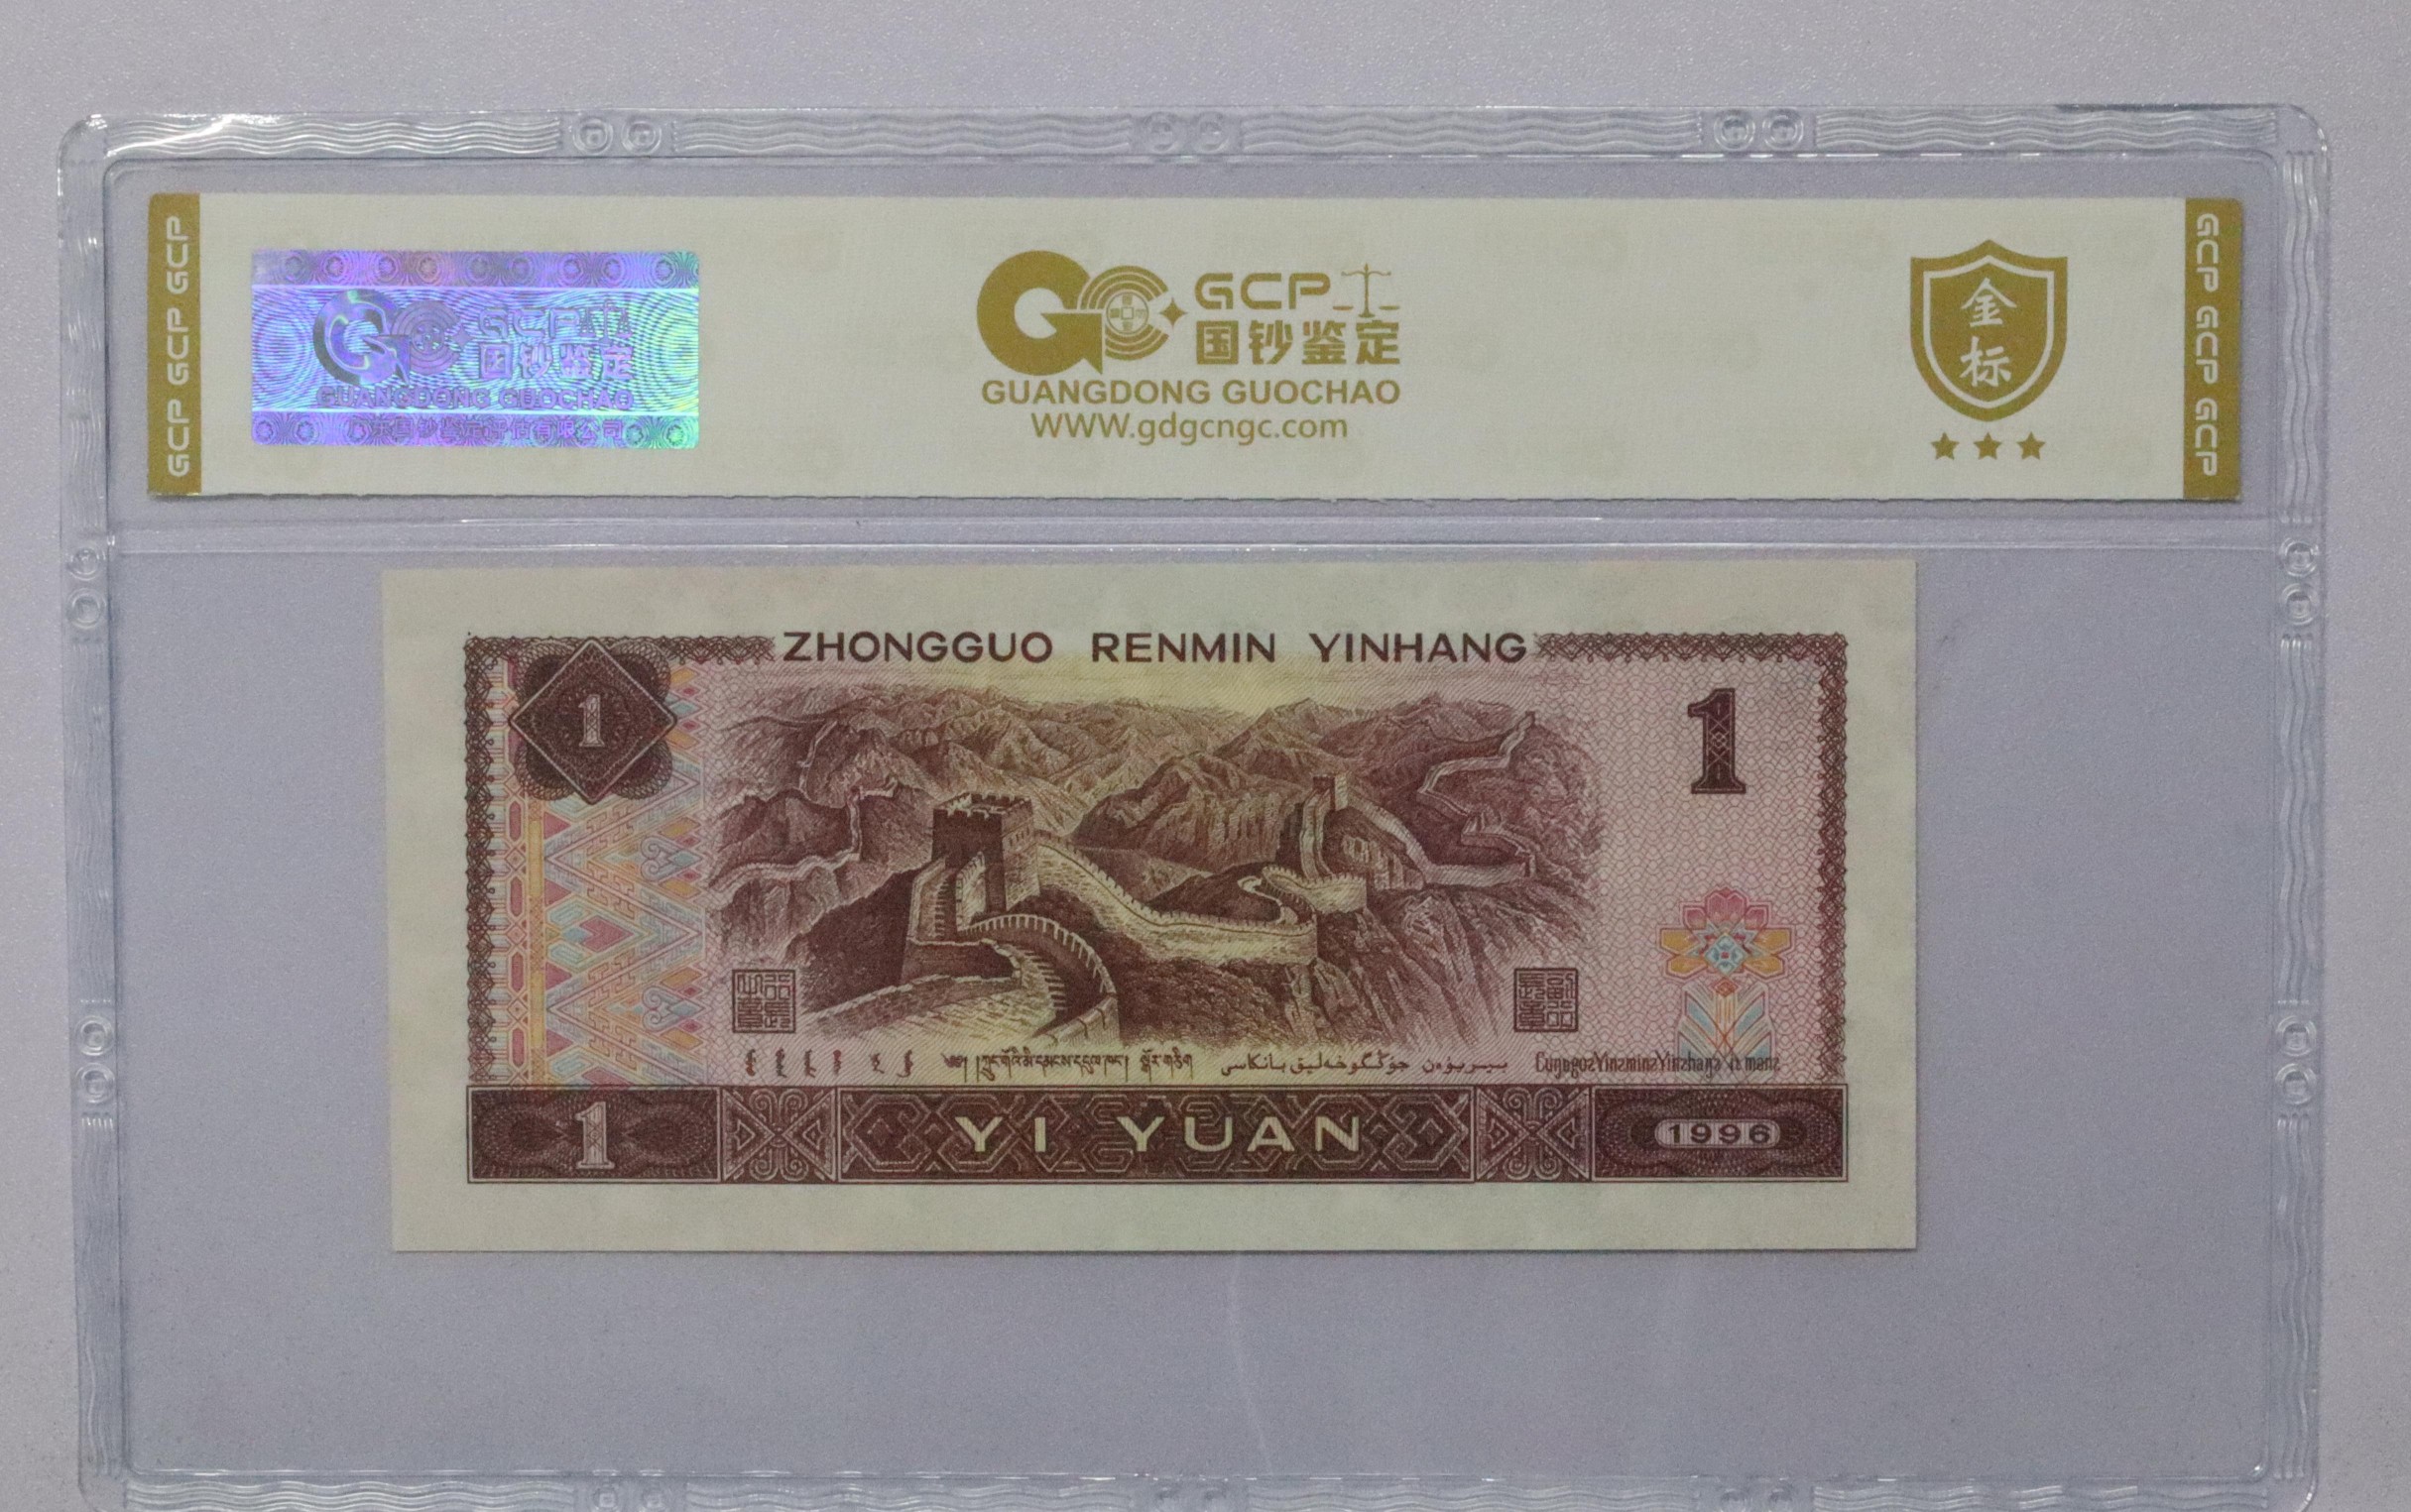 GCP GCP GCP
GCP
国钞鉴定
GUANGDONG GUOCHAO
GCP
国钞鉴定
GUANGDONG GUOCHAO
WWW.gdgcngc.com
金
标
GCP GCP GCP
ZHONGGUO RENMIN YINHANG
1
1
1
YI YUAN
1996